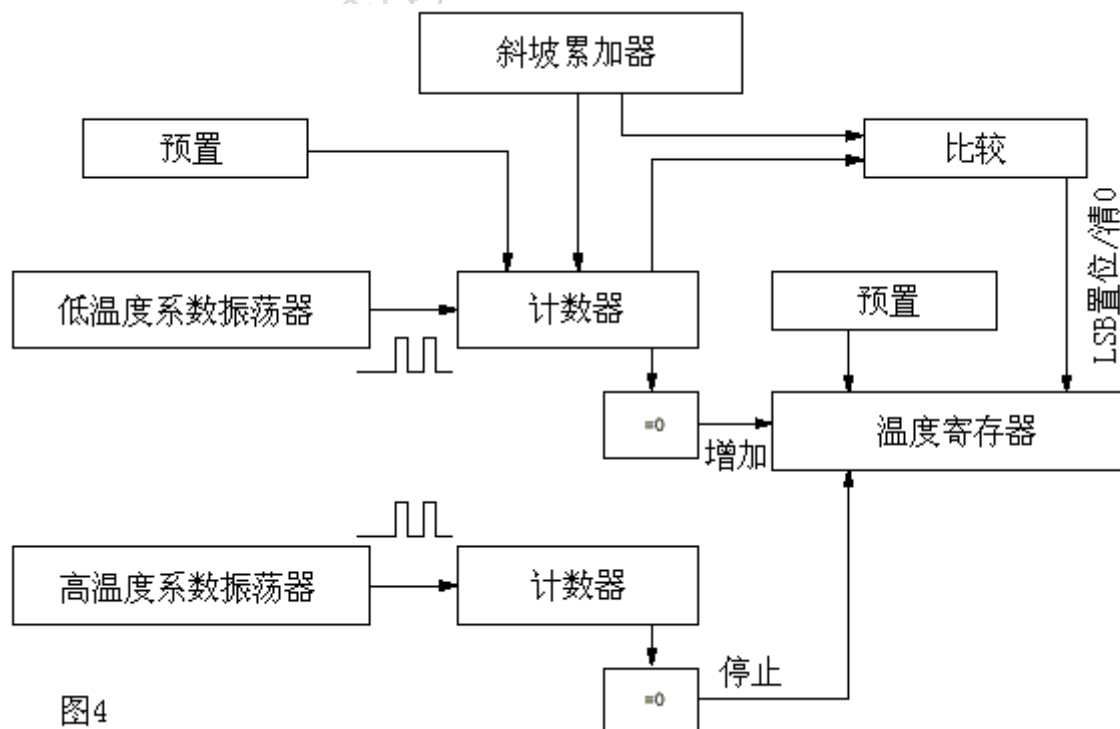 斜坡累加器
预置
比较
LSB置位/清0
低温度系数振荡器
计数器
预置
=0
增加
温度寄存器
高温度系数振荡器
计数器
=0
停止
图4